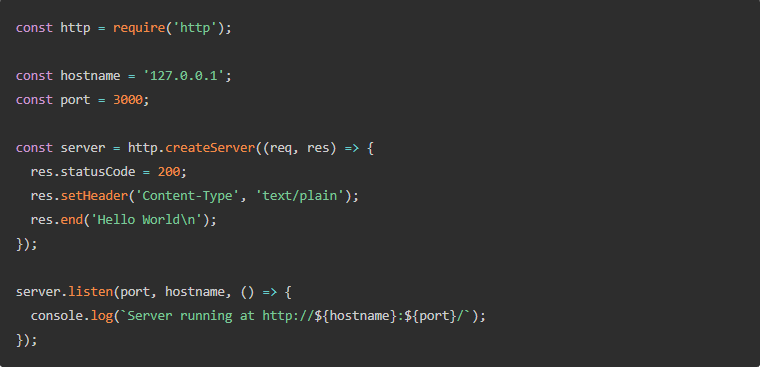 const http = require('http');

const hostname = '127.0.0.1';
const port = 3000;

const server = http.createServer((req, res) => {
  res.statusCode = 200;
  res.setHeader('Content-Type', 'text/plain');
  res.end('Hello World\n');
});

server.listen(port, hostname, () => {
  console.log(`Server running at http://${hostname}:${port}/`);
});